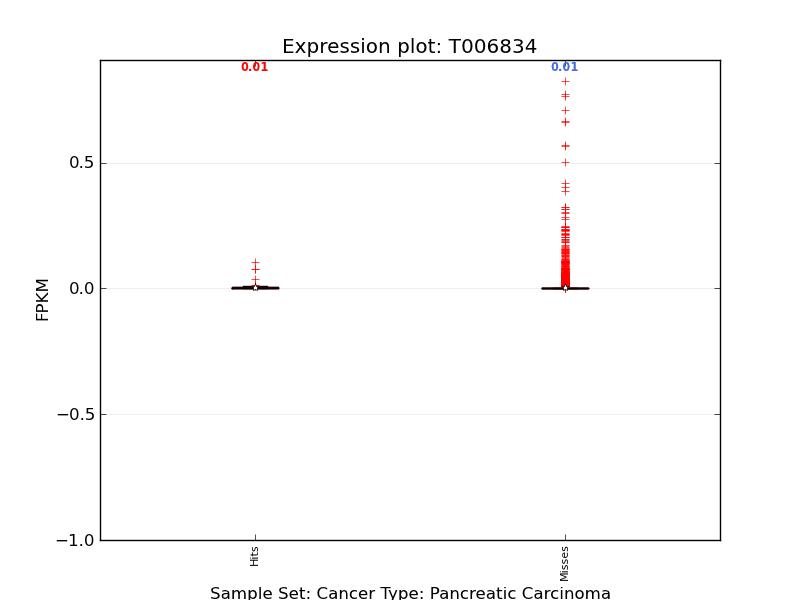 Expression plot: T006834
0.01
0.01
0.5
0.0
−0.5
−1.0
FPKM
Hits
Misses
Sample Set: Cancer Type: Pancreatic Carcinoma